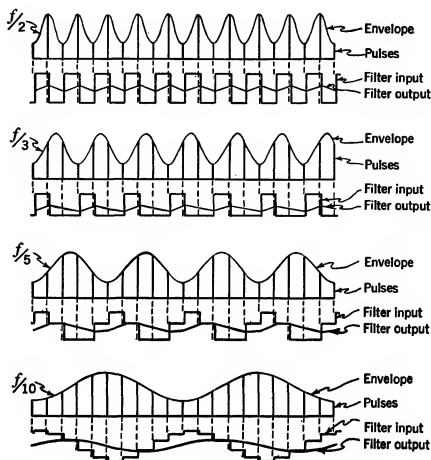 f/2
Envelope
Pulses
Filter input
Filter output
f/3
Envelope
Pulses
Filter input
Filter output
f/5
Envelope
Pulses
Filter input
Filter output
f/10
Envelope
Pulses
Filter input
Filter output